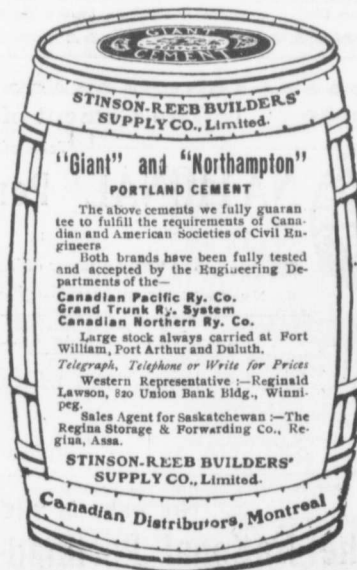 GIANT
CEMENT
STINSON-REEB BUILDERS'
SUPPLY CO., Limited.
"Giant" and "Northampton"
PORTLAND CEMENT
The above cements we fully guaran
tee to fulfill the requirements of Cana-
dian and American Societies of Civil En-
gineers
Both brands have been fully tested
and accepted by the Engineering De-
partments of the—
Canadian Pacific Ry. Co.
Grand Trunk Ry. System
Canadian Northern Ry. Co.
Large stock always carried at Fort
William, Port Arthur and Duluth.
Telegraph, Telephone or Write for Prices
Western Representative :—Reginald
Lawson, 820 Union Bank Bldg., Winni-
peg.
Sales Agent for Saskatchewan :—The
Regina Storage & Forwarding Co., Re-
gina, Assa.
STINSON-REEB BUILDERS'
SUPPLY CO., Limited.
Canadian Distributors, Montreal